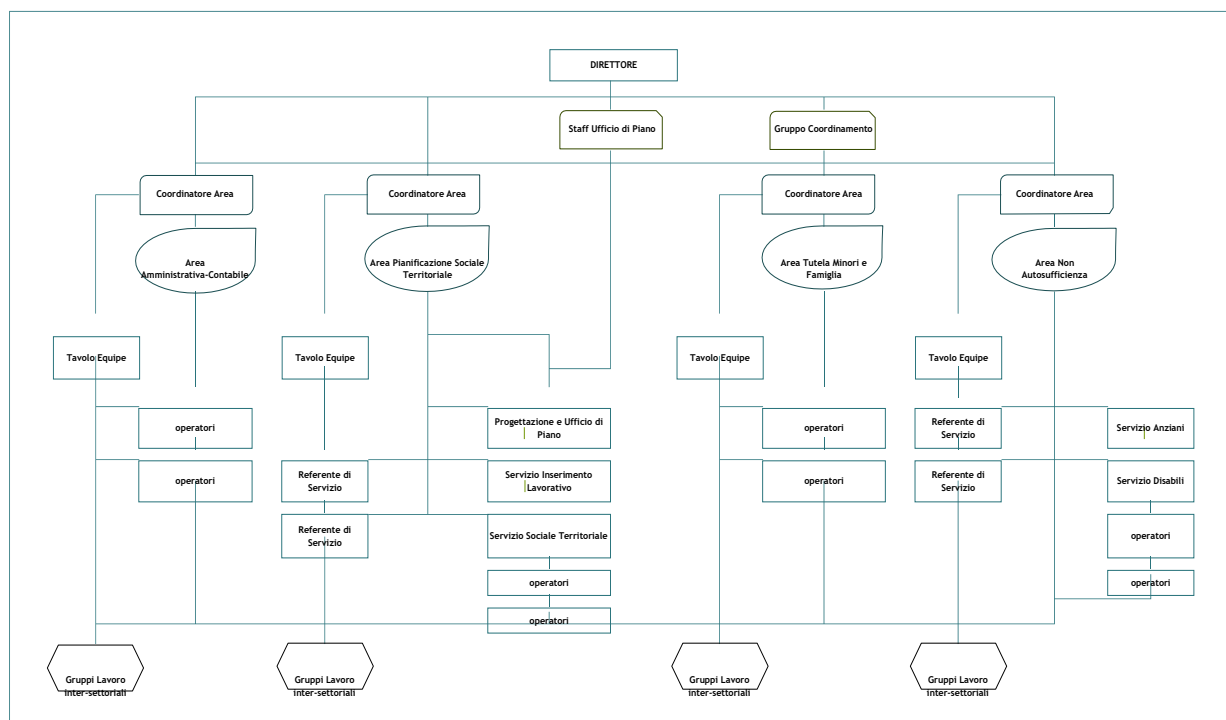 DIRETTORE
Staff Ufficio di Piano
Gruppo Coordinamento
Coordinatore Area
Coordinatore Area
Coordinatore Area
Coordinatore Area
Area
Amministrativa-Contabile
Area Pianificazione Sociale
Territoriale
Area Tutela Minori e
Famiglia
Area Non
Autosufficienza
Tavolo Equipe
Tavolo Equipe
Tavolo Equipe
Tavolo Equipe
operatori
Progettazione e Ufficio di
Piano
operatori
Referente di
Servizio
Servizio Anziani
operatori
Referente di
Servizio
Servizio Inserimento
Lavorativo
operatori
Referente di
Servizio
Servizio Disabili
Referente di
Servizio
Servizio Sociale Territoriale
operatori
operatori
operatori
operatori
Gruppi Lavoro
inter-settoriali
Gruppi Lavoro
inter-settoriali
Gruppi Lavoro
inter-settoriali
Gruppi Lavoro
inter-settoriali